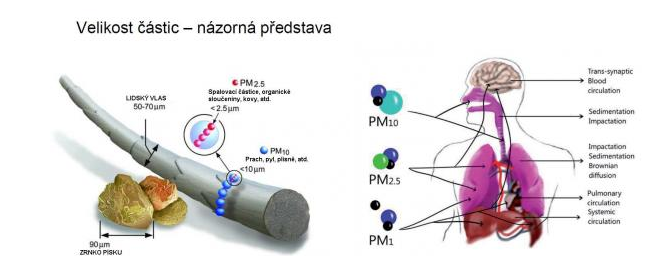 Velikost částic – názorná představa
LIDSKÝ VLAS
50-70μm
PM2.5
Spalovací částice, organické
sloučeniny, kovy, atd.
<2.5μm
PM10
Prach, pyl, plísně, atd.
<10μm
90μm
ZRNKO PÍSKU
PM10
PM2.5
PM1
Trans-synaptic
Blood
circulation
Sedimentation
Impactation
Impactation
Sedimentation
Brownian
diffusion
Pulmonary
circulation
Systemic
circulation